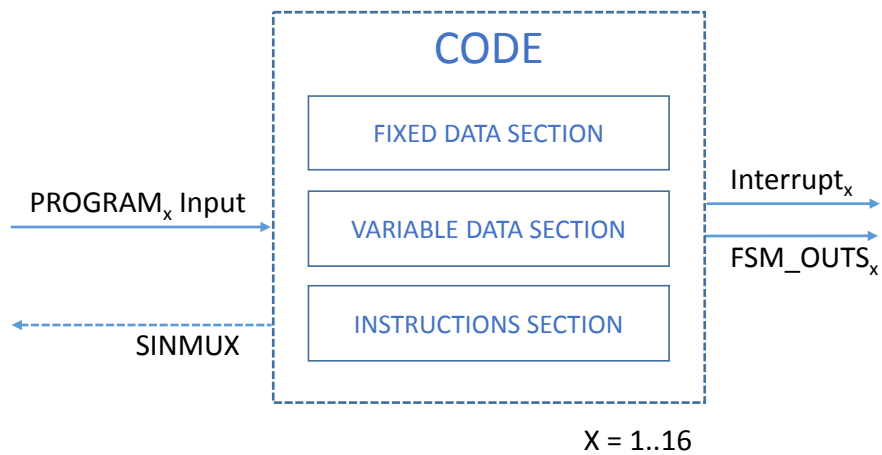 CODE
FIXED DATA SECTION
PROGRAMx Input
VARIABLE DATA SECTION
Interruptx
FSM_OUTSx
SINMUX
INSTRUCTIONS SECTION
X = 1..16